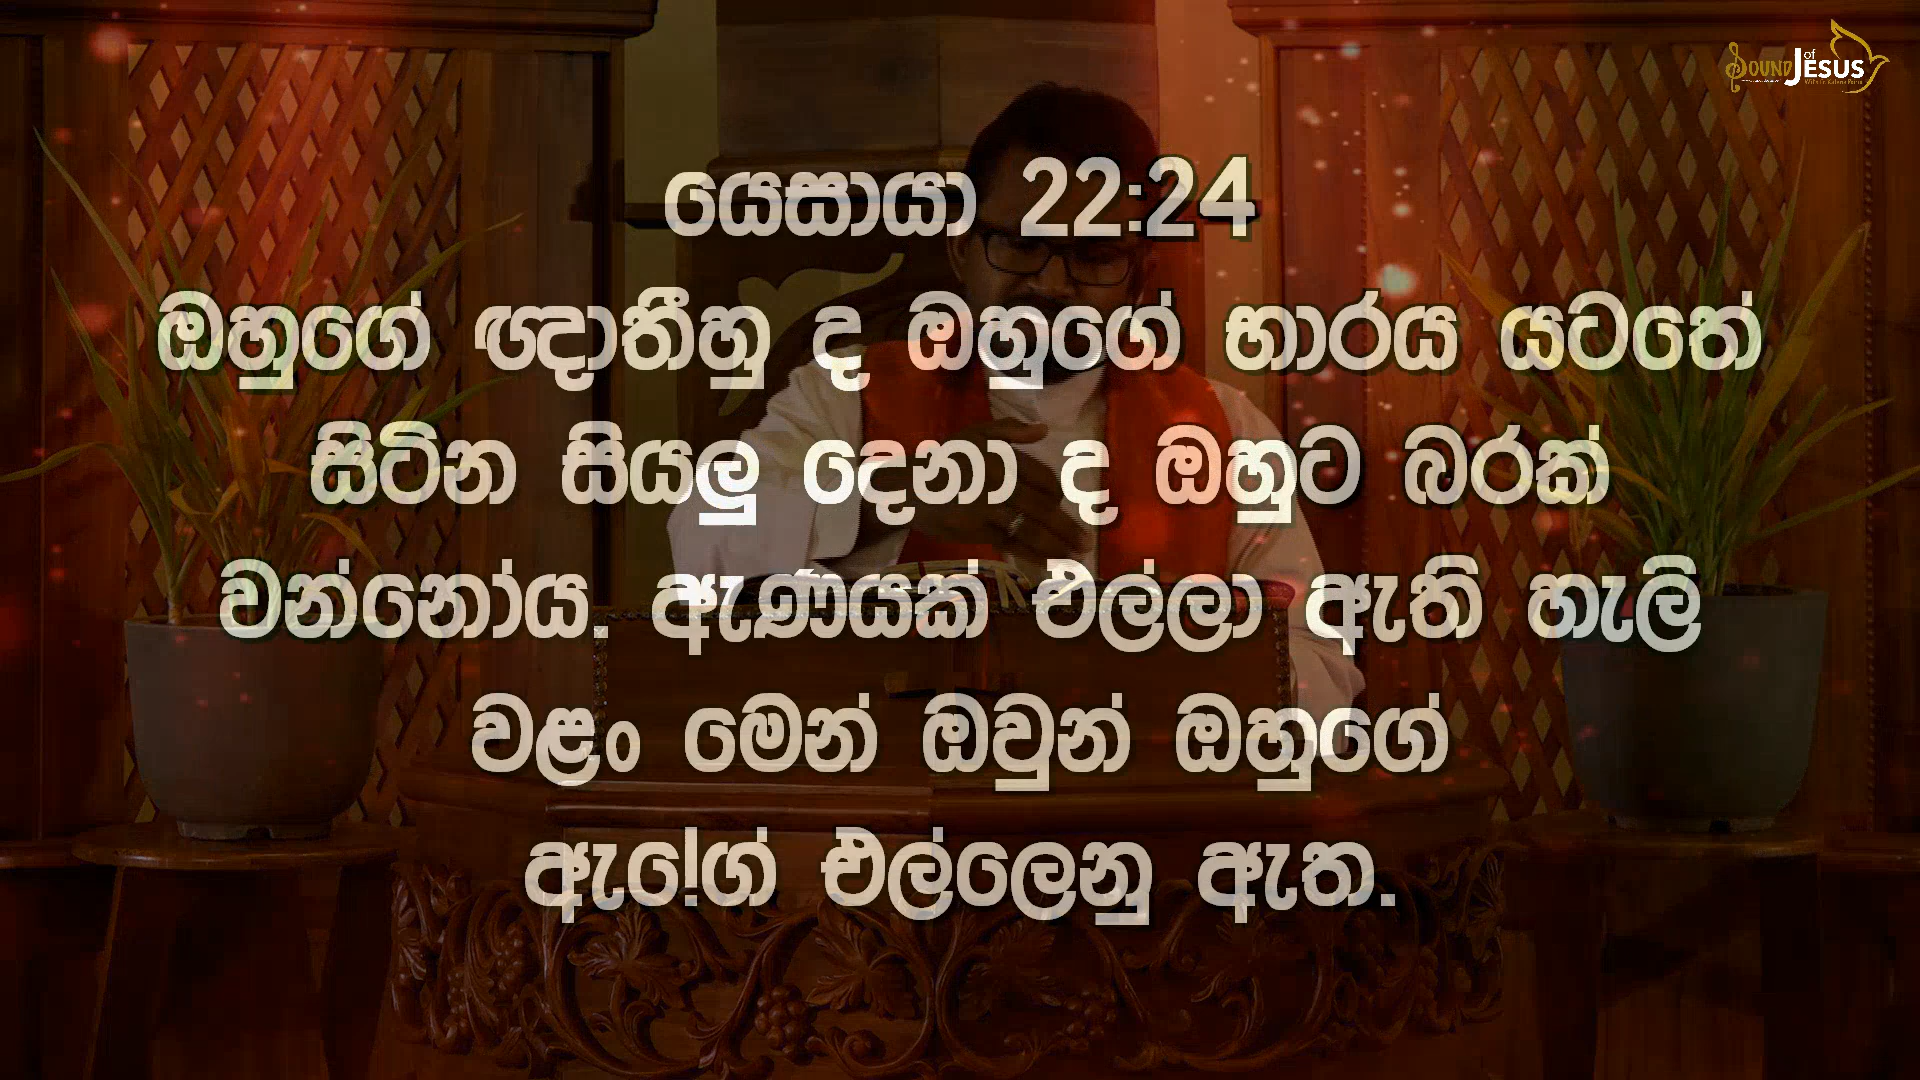 SOUND of JESUS
යෙසායා 22:24
ඔහුගේ ඥාතීහු ද ඔහුගේ භාරය යටතේ
සිටින සියලු දෙනා ද ඔහුට බරක්
වන්නෝය. ඇණයක් එල්ලා ඇති හැලි
වළං මෙන් ඔවුන් ඔහුගේ
ඇ‍ඟේ එල්ලෙනු ඇත.